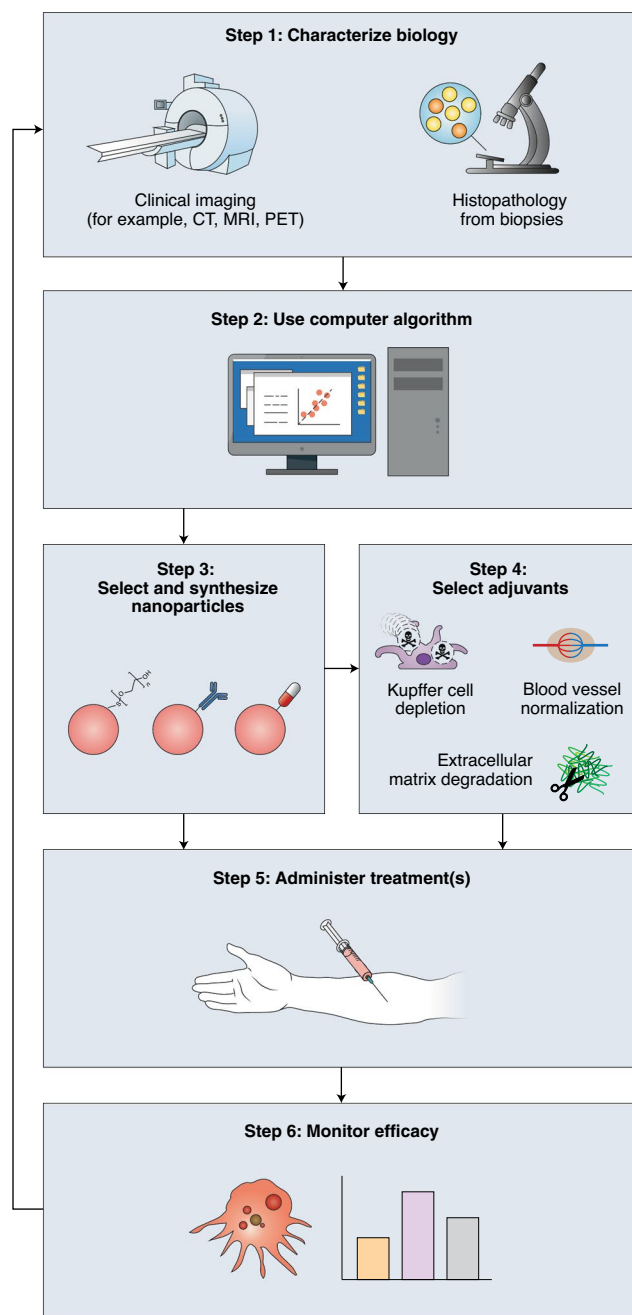 Step 1: Characterize biology
Clinical imaging
(for example, CT, MRI, PET)
Histopathology
from biopsies
Step 2: Use computer algorithm
Step 3:
Select and synthesize
nanoparticles
S
O
n
OH
Step 4:
Select adjuvants
Kupffer cell
depletion
Blood vessel
normalization
Extracellular
matrix degradation
Step 5: Administer treatment(s)
Step 6: Monitor efficacy